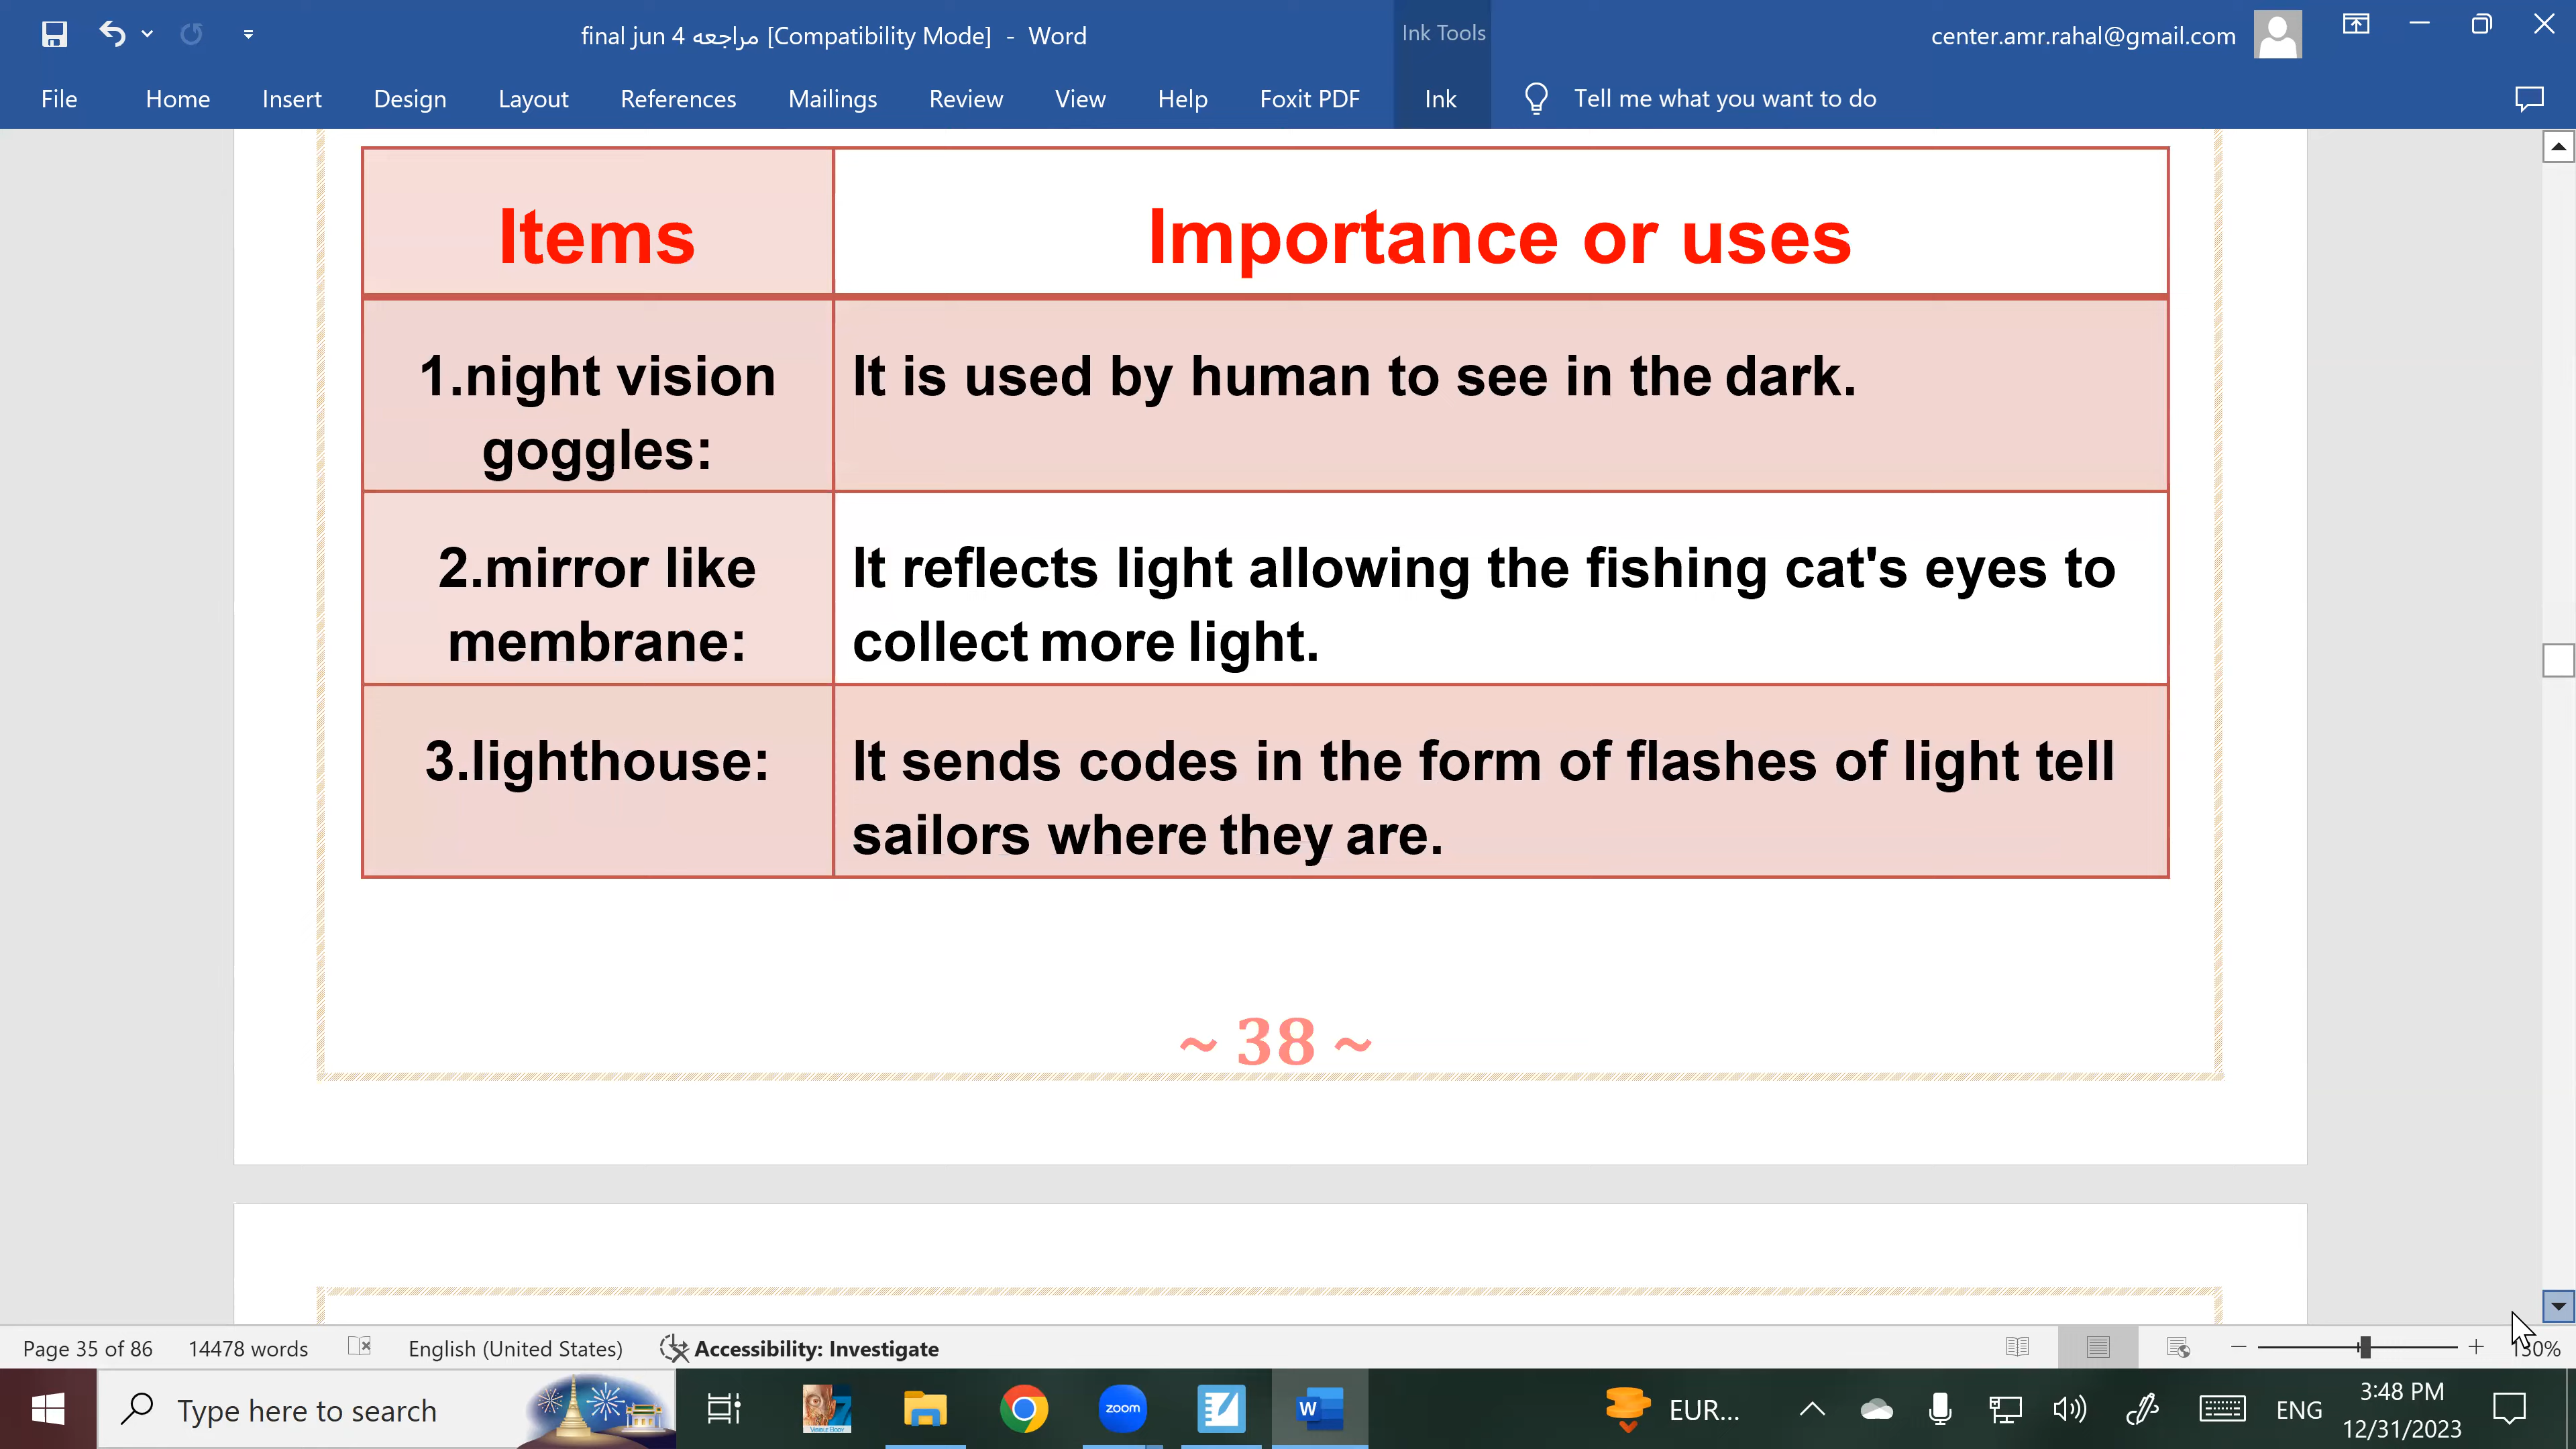 final jun 4 مراجعه [Compatibility Mode] - Word
Ink Tools
center.amr.rahal@gmail.com
File Home Insert Design Layout References Mailings Review View Help Foxit PDF Ink Tell me what you want to do
Items Importance or uses
1.night vision
goggles:
It is used by human to see in the dark.
2.mirror like
membrane:
It reflects light allowing the fishing cat's eyes to
collect more light.
3.lighthouse:
It sends codes in the form of flashes of light tell
sailors where they are.
~ 38 ~
Page 35 of 86 14478 words English (United States) Accessibility: Investigate
Type here to search
zoom
W
EUR...
ENG
3:48 PM
12/31/2023